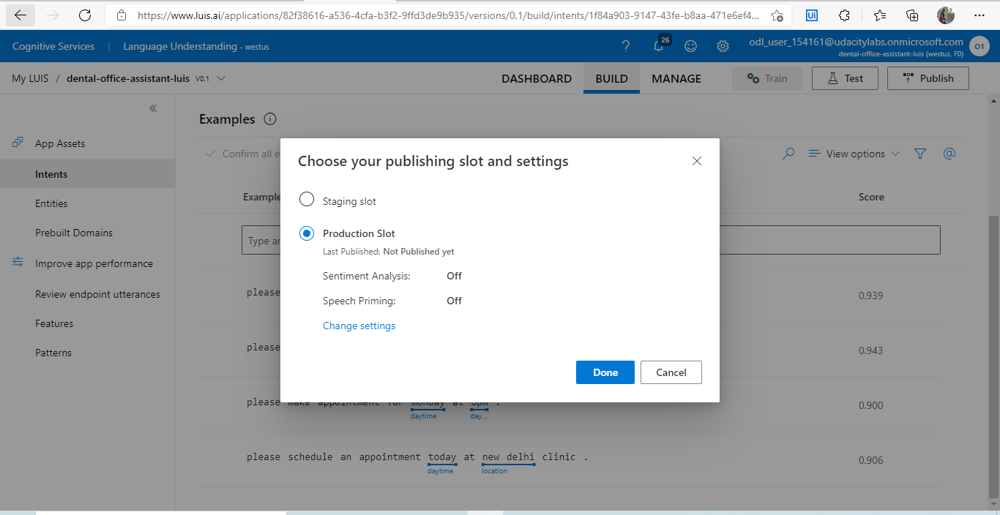 https://www.luis.ai/applications/82f38616-a536-4cfa-b3f2-9ffd3de9b935/versions/0.1/build/intents/1f84a903-9147-43fe-b8aa-471e6ef4...
Cognitive Services | Language Understanding - westus
26
odl_user_154161@udacitylabs.onmicrosoft.com
dental-office-assistant-luis (westus, F0)
O1
My LUIS / dental-office-assistant-luis V0.1
DASHBOARD BUILD MANAGE Train Test Publish
App Assets
Intents
Entities
Prebuilt Domains
Improve app performance
Review endpoint utterances
Features
Patterns
Examples
Confirm all e
View options
Example
Score
Type an
Choose your publishing slot and settings
Staging slot
Production Slot
Last Published: Not Published yet
Sentiment Analysis: Off
Speech Priming: Off
Change settings
Done Cancel
please 0.939
please 0.943
please make appointment for monday at 6pm . 0.900
daytime day...
please schedule an appointment today at new delhi clinic . 0.906
daytime location